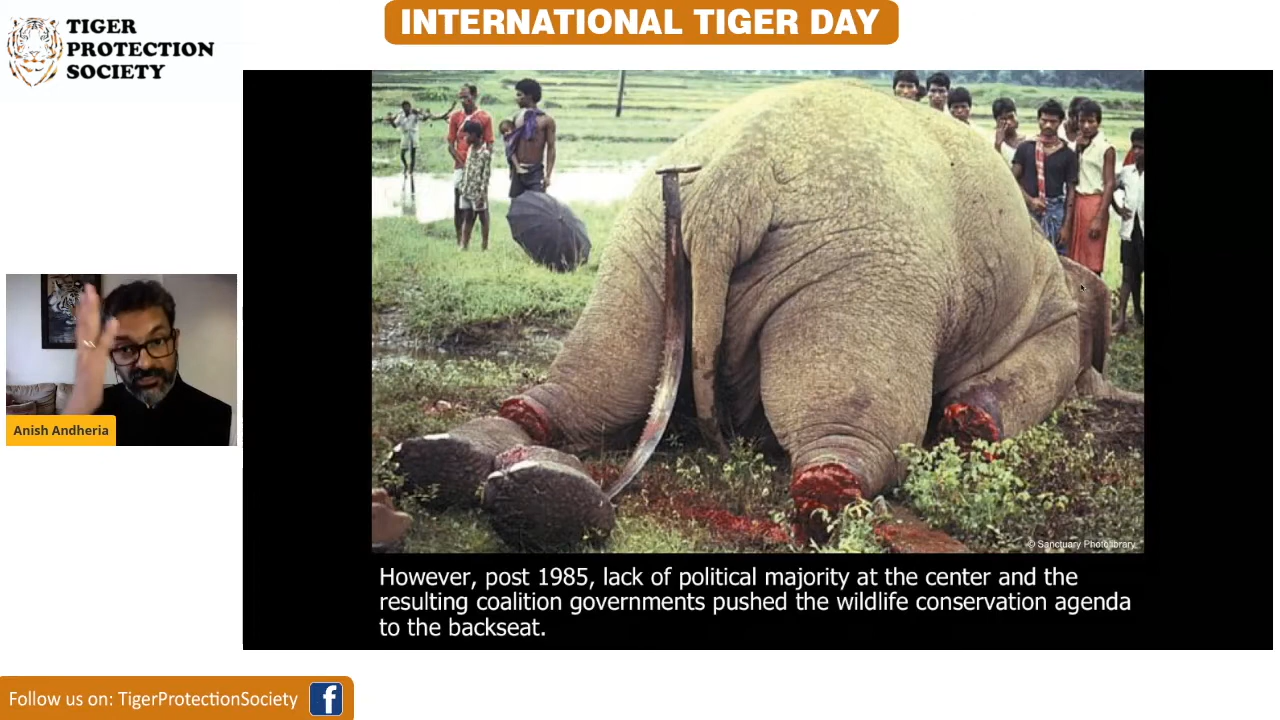 INTERNATIONAL TIGER DAY
TIGER
PROTECTION
SOCIETY
© Sanctuary Photolibrary
Anish Andheria
However, post 1985, lack of political majority at the center and the
resulting coalition governments pushed the wildlife conservation agenda
to the backseat.
Follow us on: TigerProtectionSociety f